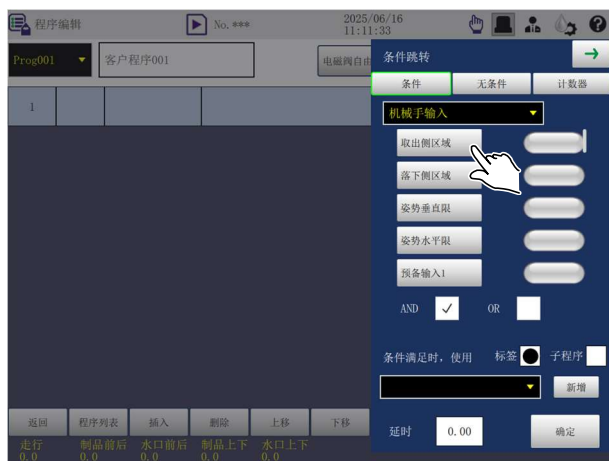 程序编辑
No. ***
2025/06/16
11:11:33
Prog001
客户程序001
电磁阀自由
1
条件跳转
条件
无条件
计数器
机械手输入
取出侧区域
落下侧区域
姿势垂直限
姿势水平限
预备输入1
AND
OR
条件满足时，使用
标签
子程序
新增
延时
0.00
确定
返回
程序列表
插入
删除
上移
下移
走行
制品前后
水口前后
制品上下
水口上下
0.0
0.0
0.0
0.0
0.0